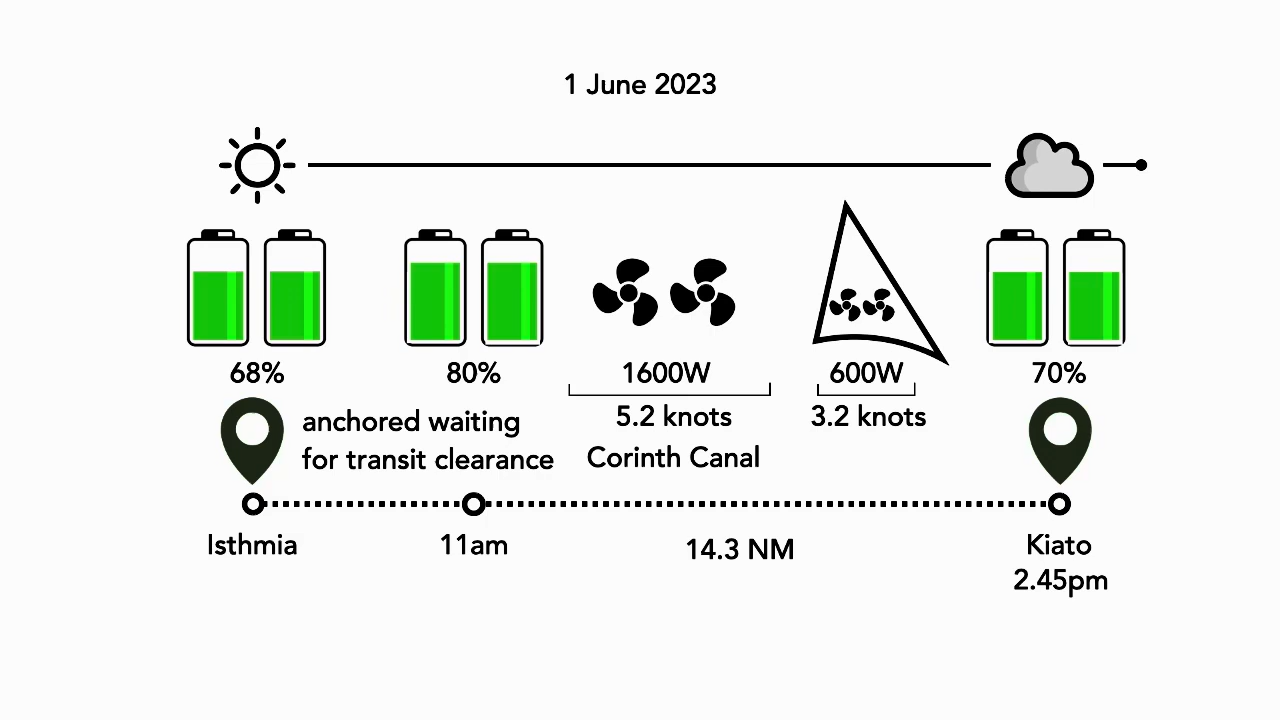 1 June 2023
68%
80%
1600W
600W
70%
5.2 knots
3.2 knots
anchored waiting
for transit clearance
Corinth Canal
Isthmia
11am
14.3 NM
Kiato
2.45pm